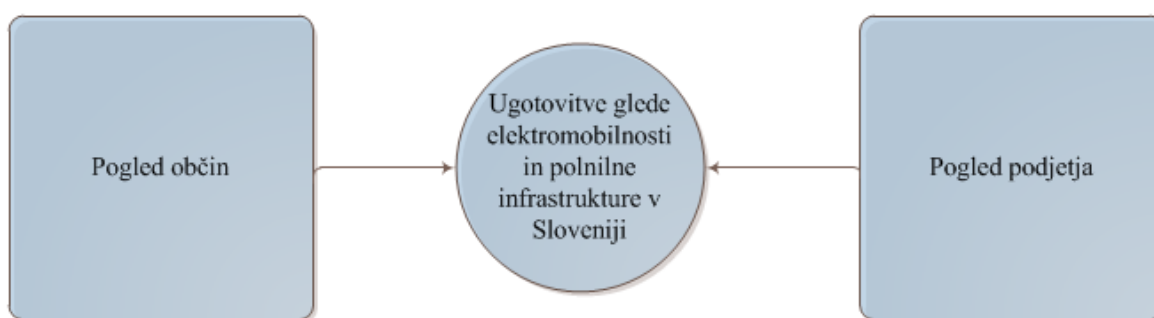 Pogled občin
Ugotovitve glede
elektromobilnosti
in polnilne
infrastrukture v
Sloveniji
Pogled podjetja